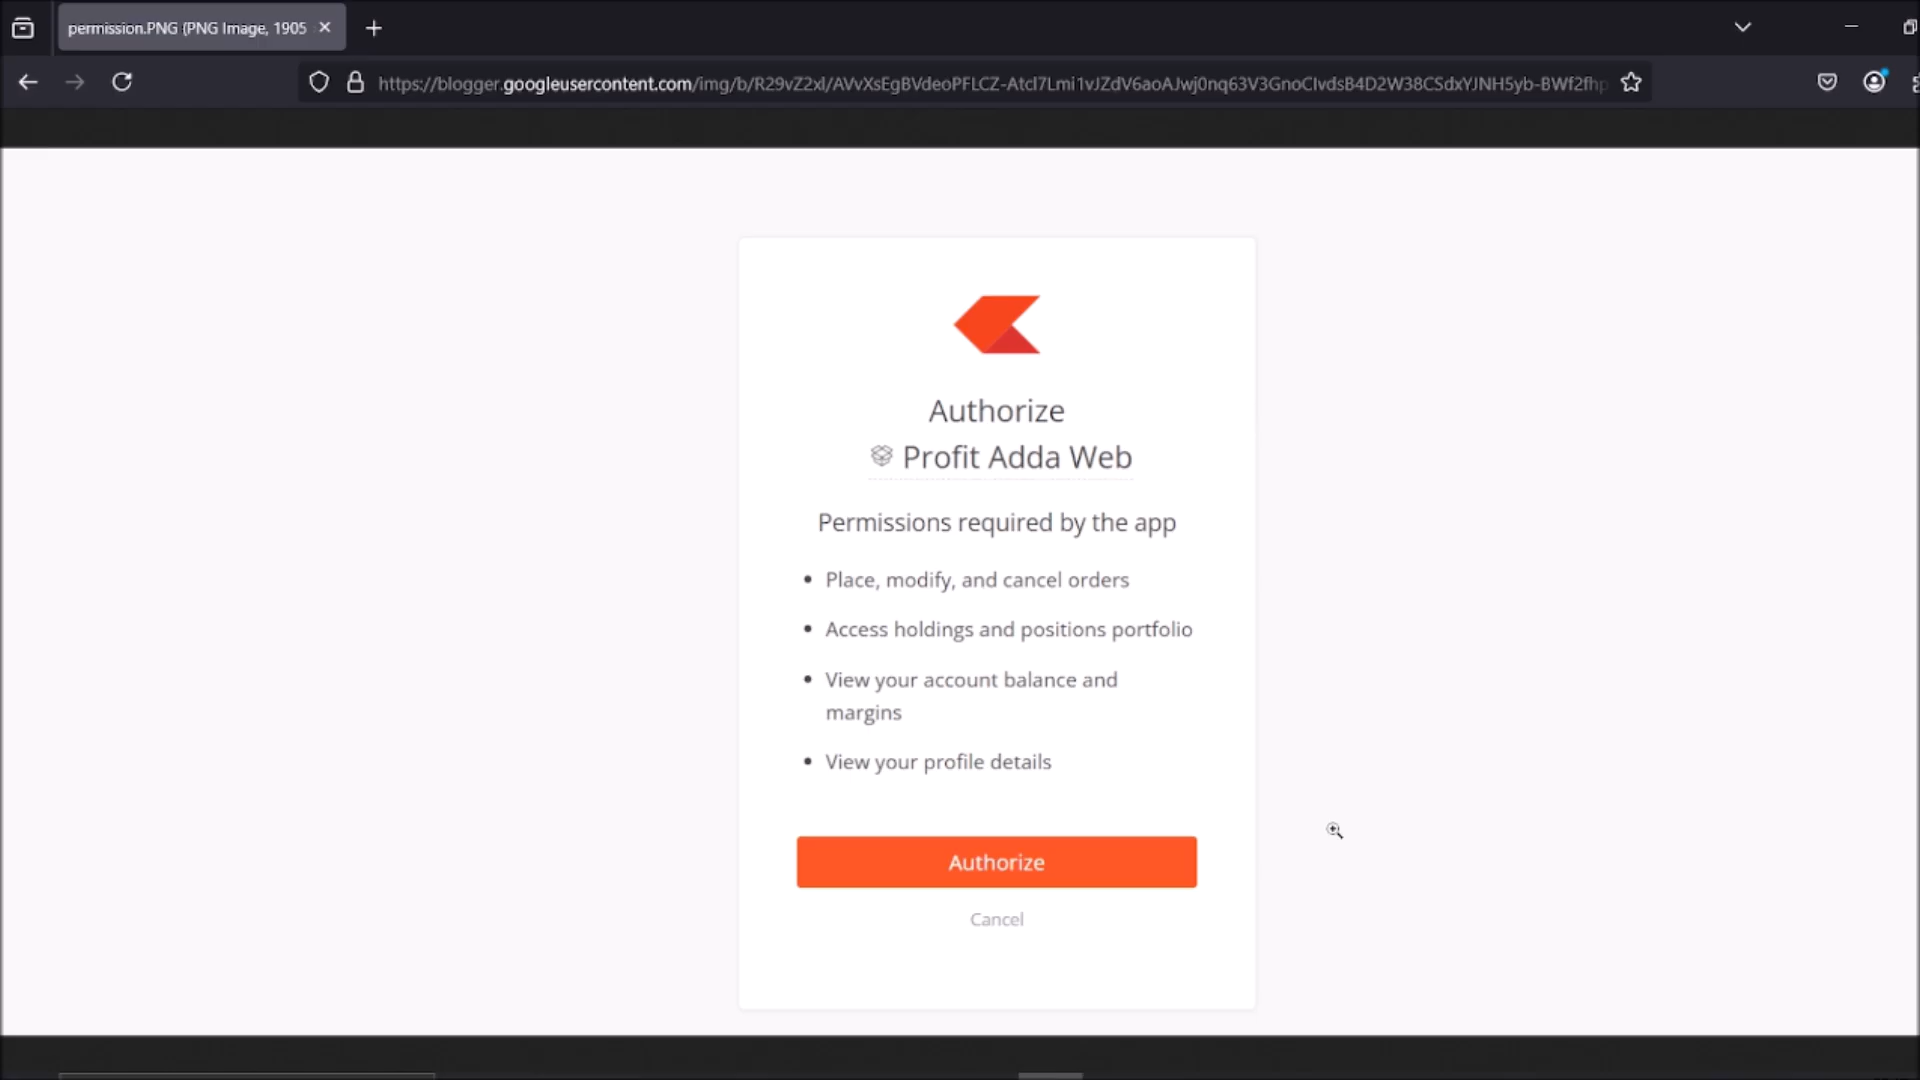 permission.PNG (PNG Image, 1905
https://blogger.googleusercontent.com/img/b/R29vZ2xl/AVvXsEgBVdeoPFLCZ-Atcl7Lmi1vJZdV6aoAJwj0nq63V3GnoCIvdsB4D2W38CSdxYJNH5yb-BWf2fhp
Authorize
Profit Adda Web
Permissions required by the app
• Place, modify, and cancel orders
• Access holdings and positions portfolio
• View your account balance and
margins
• View your profile details
Authorize
Cancel